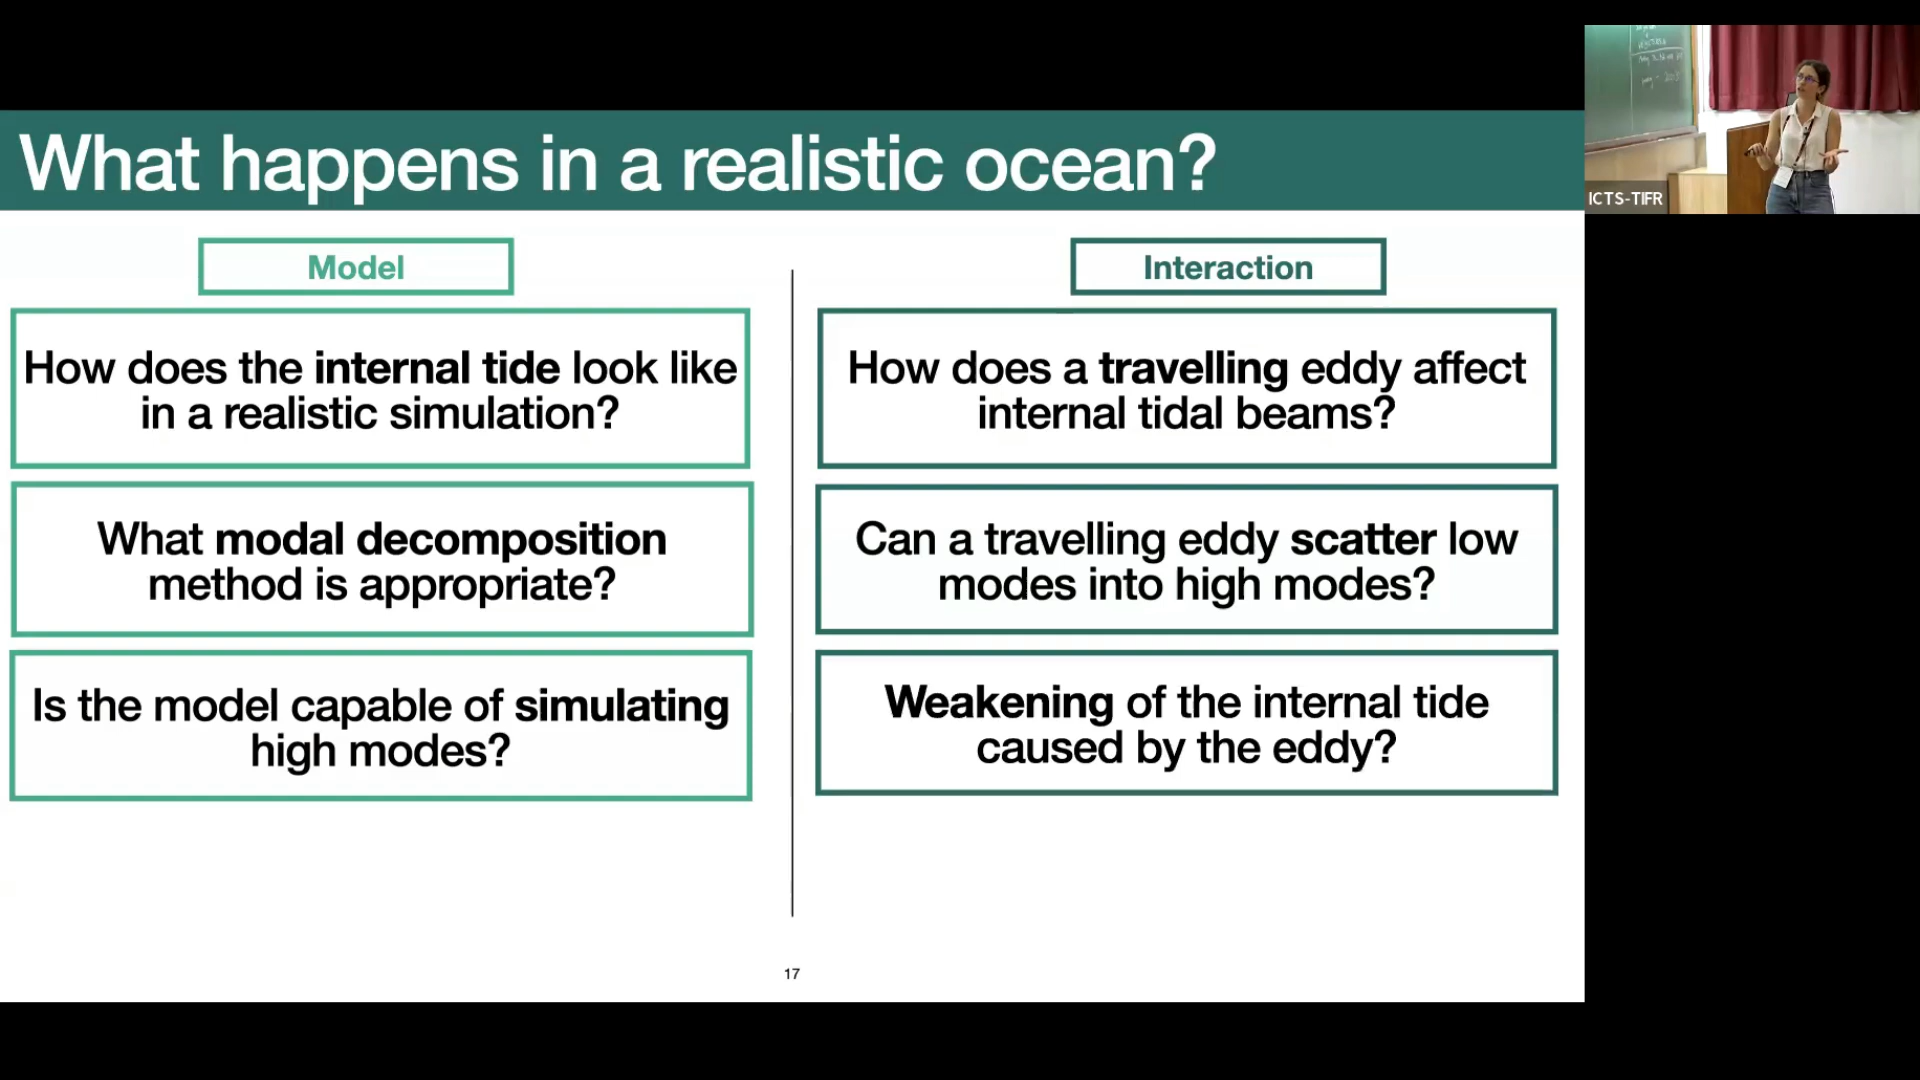 What happens in a realistic ocean?
Model
How does the internal tide look like
in a realistic simulation?
What modal decomposition
method is appropriate?
Is the model capable of simulating
high modes?
Interaction
How does a travelling eddy affect
internal tidal beams?
Can a travelling eddy scatter low
modes into high modes?
Weakening of the internal tide
caused by the eddy?
17
ICTS-TIFR